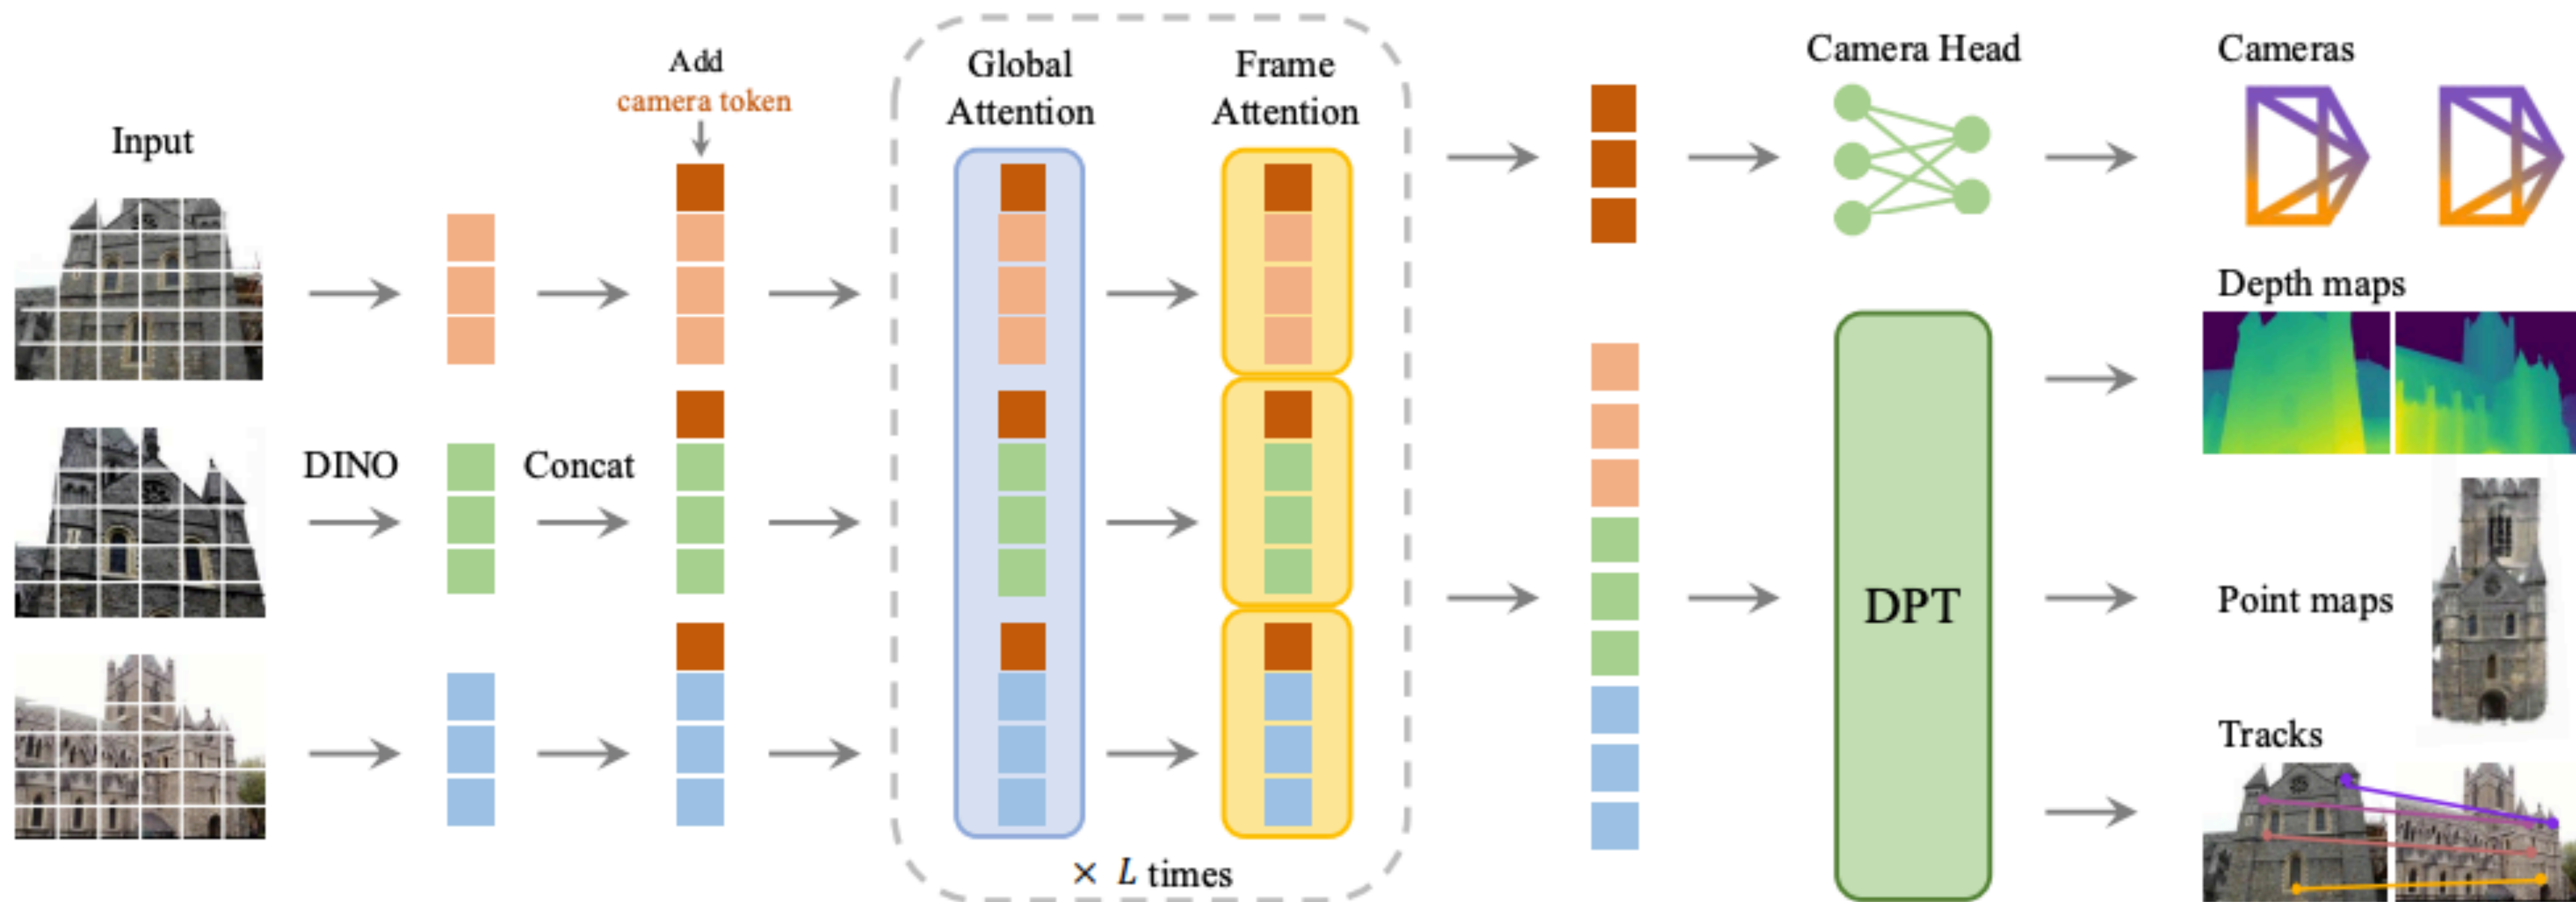 Input
DINO
Concat
Add
camera token
Global
Attention
Frame
Attention
× L times
Camera Head
DPT
Cameras
Depth maps
Point maps
Tracks